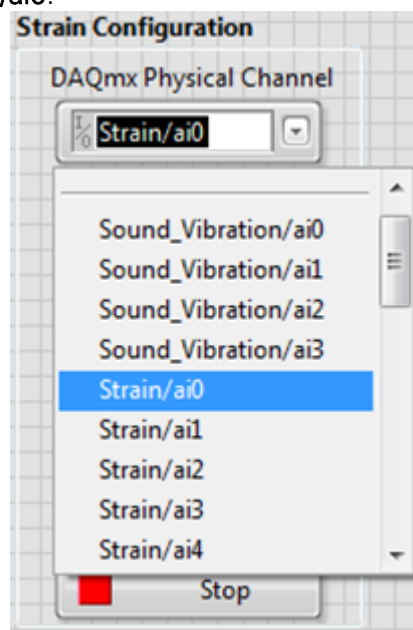 Strain Configuration
DAQmx Physical Channel
I/O Strain/ai0
Sound_Vibration/ai0
Sound_Vibration/ai1
Sound_Vibration/ai2
Sound_Vibration/ai3
Strain/ai0
Strain/ai1
Strain/ai2
Strain/ai3
Strain/ai4
Stop